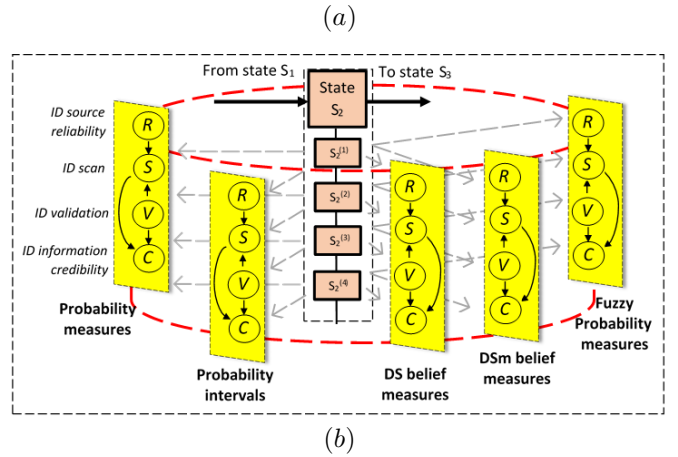 (a)
From state S1
To state S3
State
S2
ID source
reliability
ID scan
ID validation
ID information
credibility
R
S
V
C
Probability
measures
R
S
V
C
Probability
intervals
S2(1)
S2(2)
S2(3)
S2(4)
R
S
V
C
DS belief
measures
R
S
V
C
DSm belief
measures
R
S
V
C
Fuzzy
Probability
measures
(b)